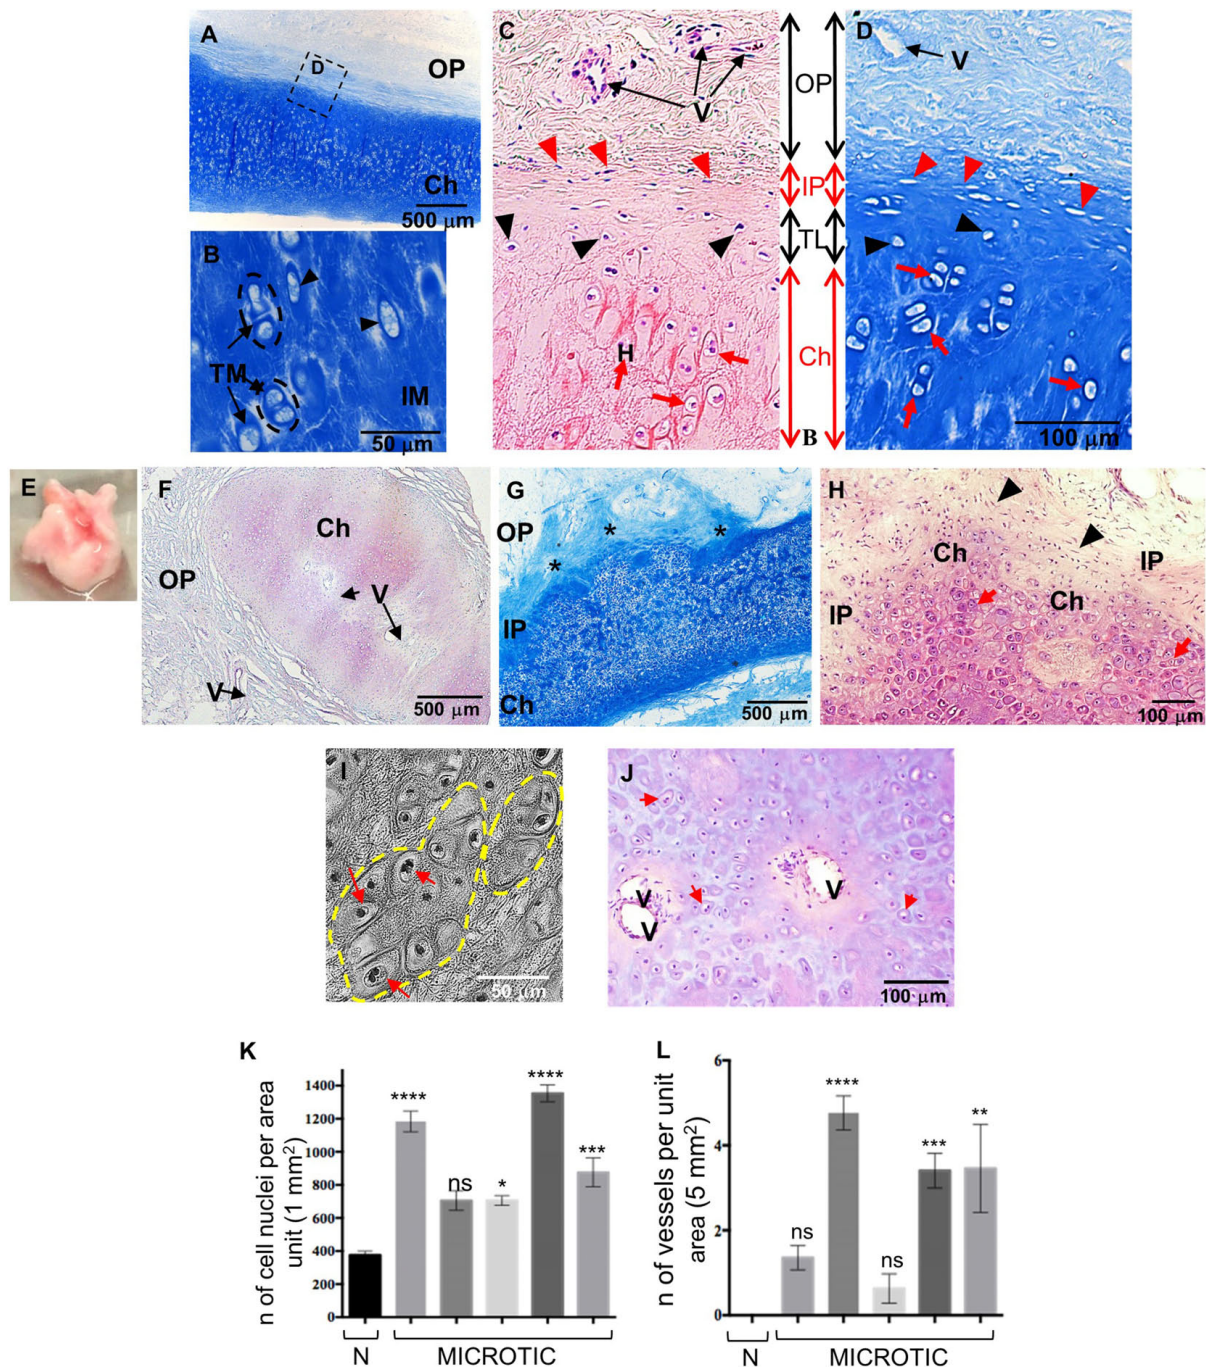 A
D
OP
Ch
500 μm
B
TM
IM
50 μm
C
V
H
B
OP
IP
TL
Ch
D
V
100 μm
E
F
Ch
OP
V
V
500 μm
G
OP
*
*
*
IP
Ch
500 μm
H
Ch
IP
Ch
IP
100 μm
I
50 μm
J
V
V
V
100 μm
K
n of cell nuclei per area
unit (1 mm²)
1400
1200
1000
800
600
400
200
0
****
ns
*
****
***
N
MICROTIC
L
n of vessels per unit
area (5 mm²)
6
4
2
0
ns
****
ns
***
**
N
MICROTIC